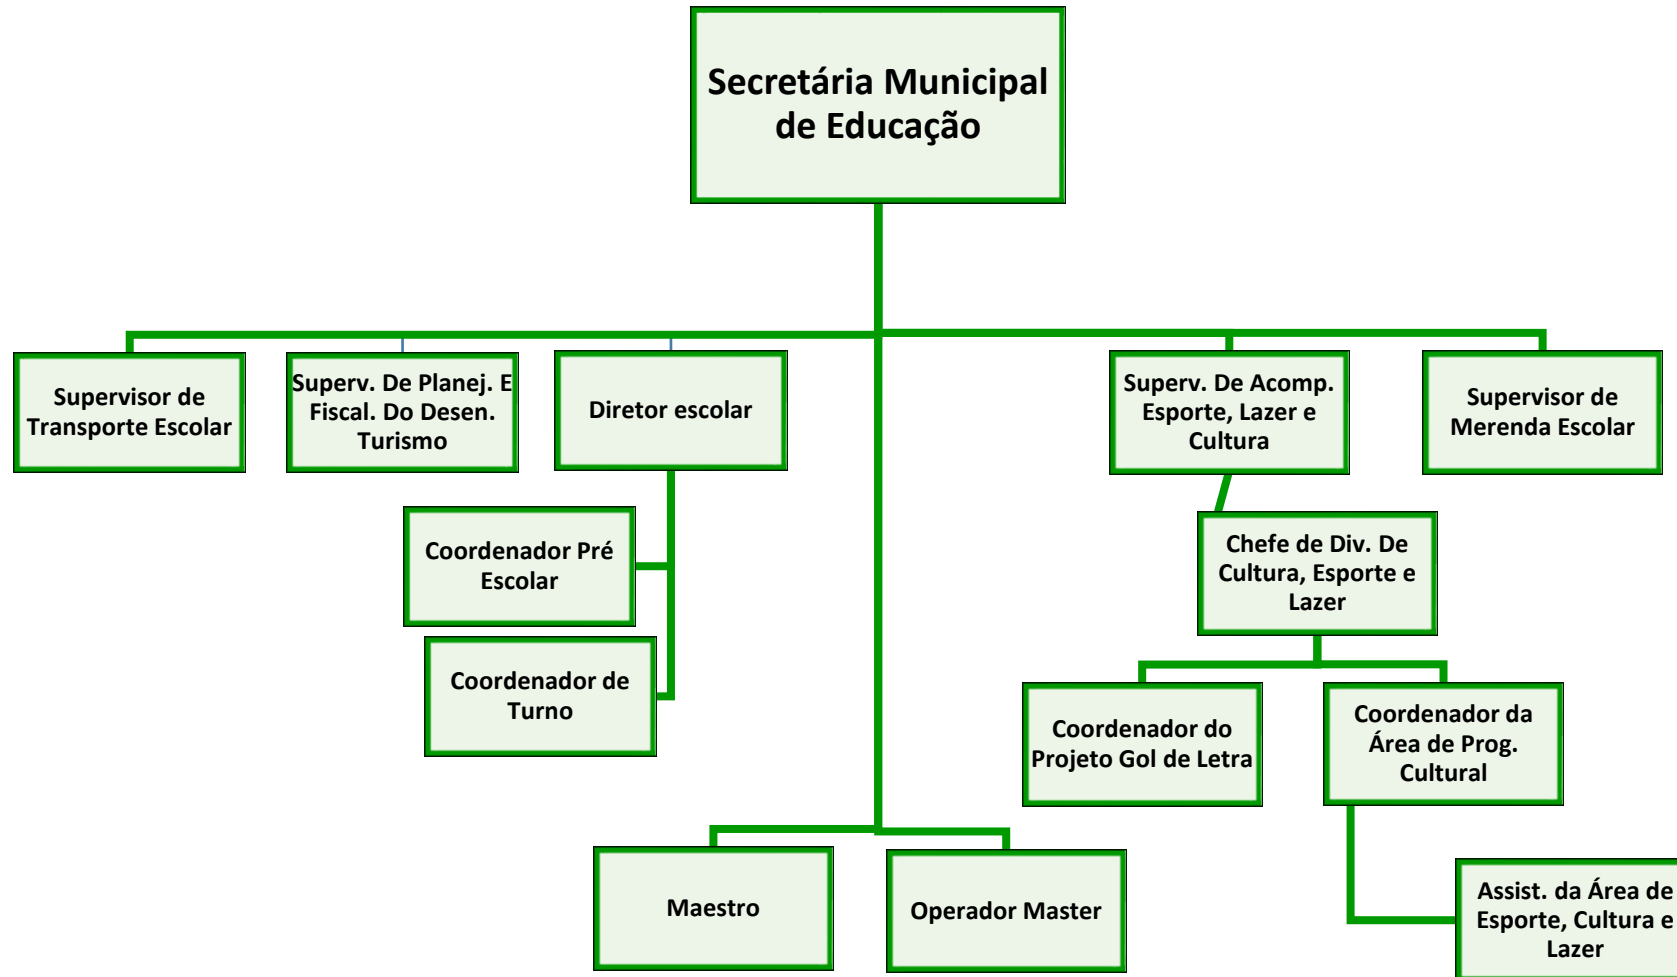 Secretária Municipal
de Educação
Supervisor de
Transporte Escolar
Superv. De Planej. E
Fiscal. Do Desen.
Turismo
Diretor escolar
Superv. De Acomp.
Esporte, Lazer e
Cultura
Supervisor de
Merenda Escolar
Coordenador Pré
Escolar
Coordenador de
Turno
Chefe de Div. De
Cultura, Esporte e
Lazer
Coordenador do
Projeto Gol de Letra
Coordenador da
Área de Prog.
Cultural
Maestro
Operador Master
Assist. da Área de
Esporte, Cultura e
Lazer